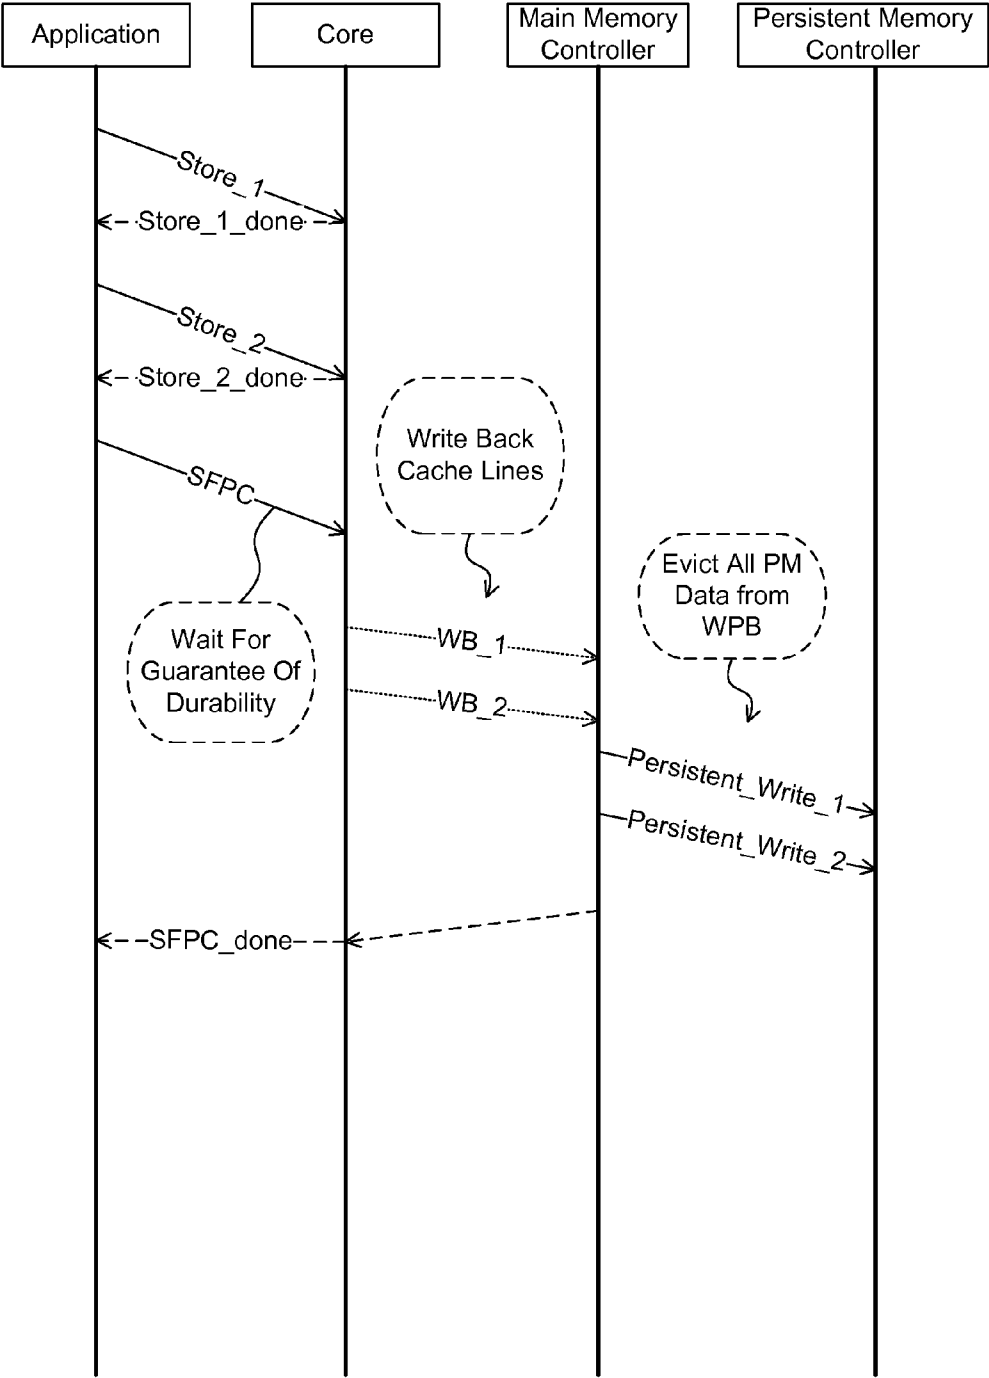 Application
Core
Main Memory
Controller
Persistent Memory
Controller
Store_1
Store_1_done
Store_2
Store_2_done
Write Back
Cache Lines
SFPC
Evict All PM
Data from
WPB
Wait For
Guarantee Of
Durability
WB_1
WB_2
Persistent_Write_1
Persistent_Write_2
SFPC_done